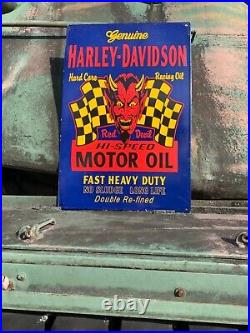 Genuine
HARLEY-DAVIDSON
Hard Core Racing Oil
Red Devil
HI-SPEED
MOTOR OIL
FAST HEAVY DUTY
NO SLUDGE LONG LIFE
Double Re-fined